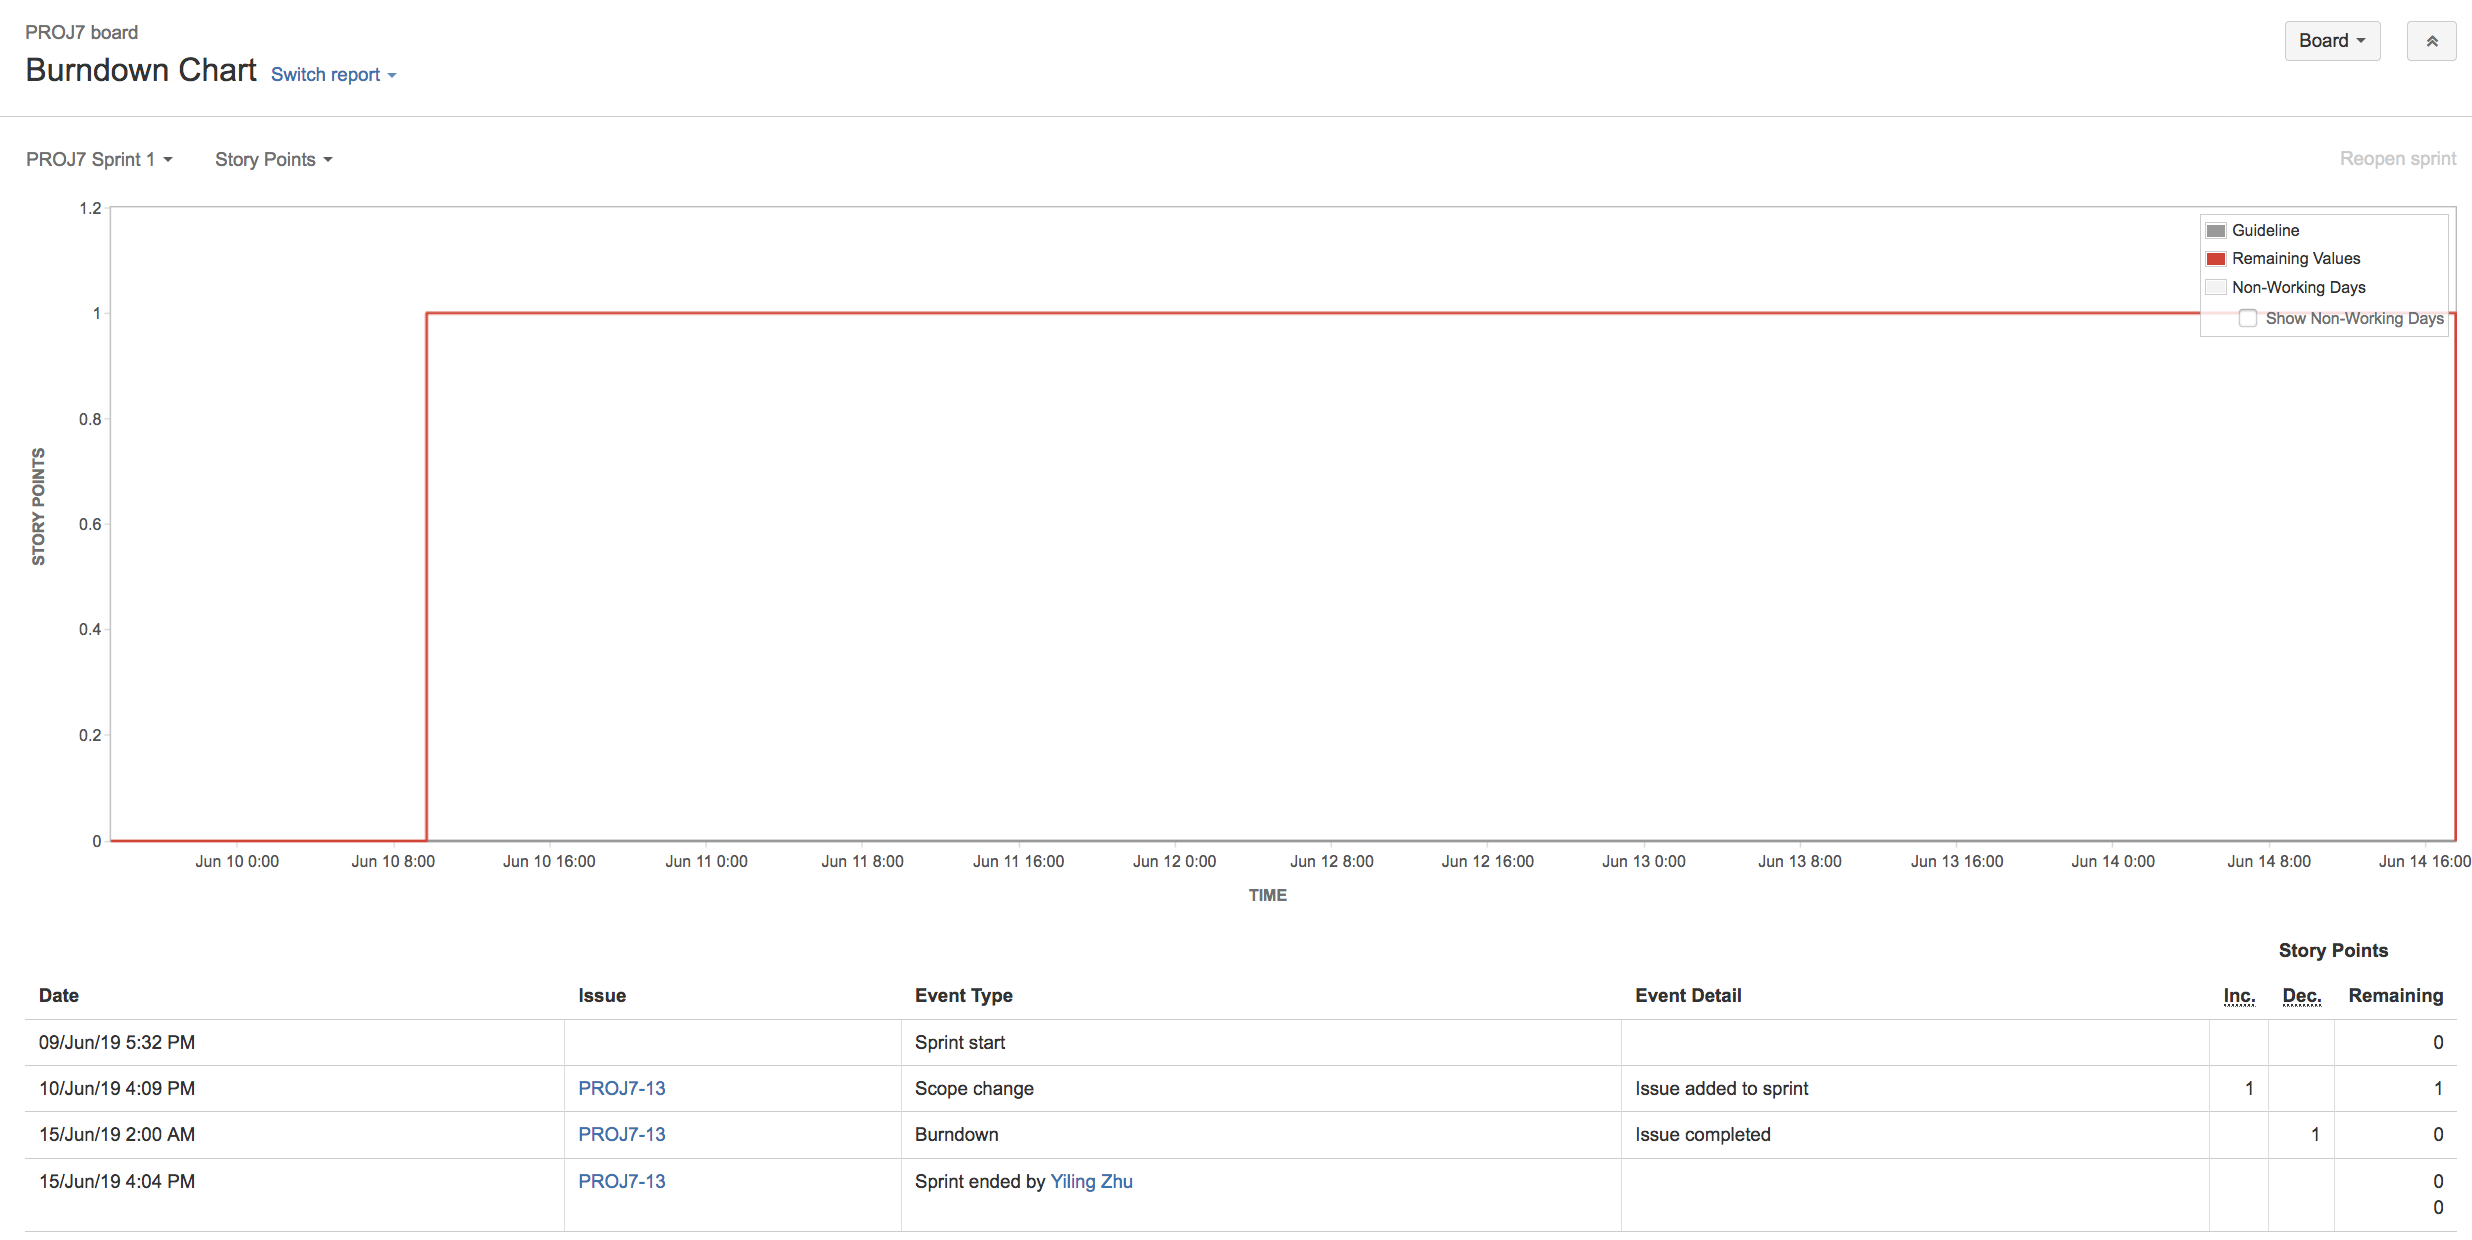 PROJ7 board
Burndown Chart Switch report
Board
PROJ7 Sprint 1 Story Points Reopen sprint
1.2
1
0.8
0.6
0.4
0.2
0
STORY POINTS
Guideline
Remaining Values
Non-Working Days
Show Non-Working Days
Jun 10 0:00 Jun 10 8:00 Jun 10 16:00 Jun 11 0:00 Jun 11 8:00 Jun 11 16:00 Jun 12 0:00 Jun 12 8:00 Jun 12 16:00 Jun 13 0:00 Jun 13 8:00 Jun 13 16:00 Jun 14 0:00 Jun 14 8:00 Jun 14 16:00
TIME
Story Points
Date Issue Event Type Event Detail Inc. Dec. Remaining
09/Jun/19 5:32 PM Sprint start 0
10/Jun/19 4:09 PM PROJ7-13 Scope change Issue added to sprint 1 1
15/Jun/19 2:00 AM PROJ7-13 Burndown Issue completed 1 0
15/Jun/19 4:04 PM PROJ7-13 Sprint ended by Yiling Zhu 0
0